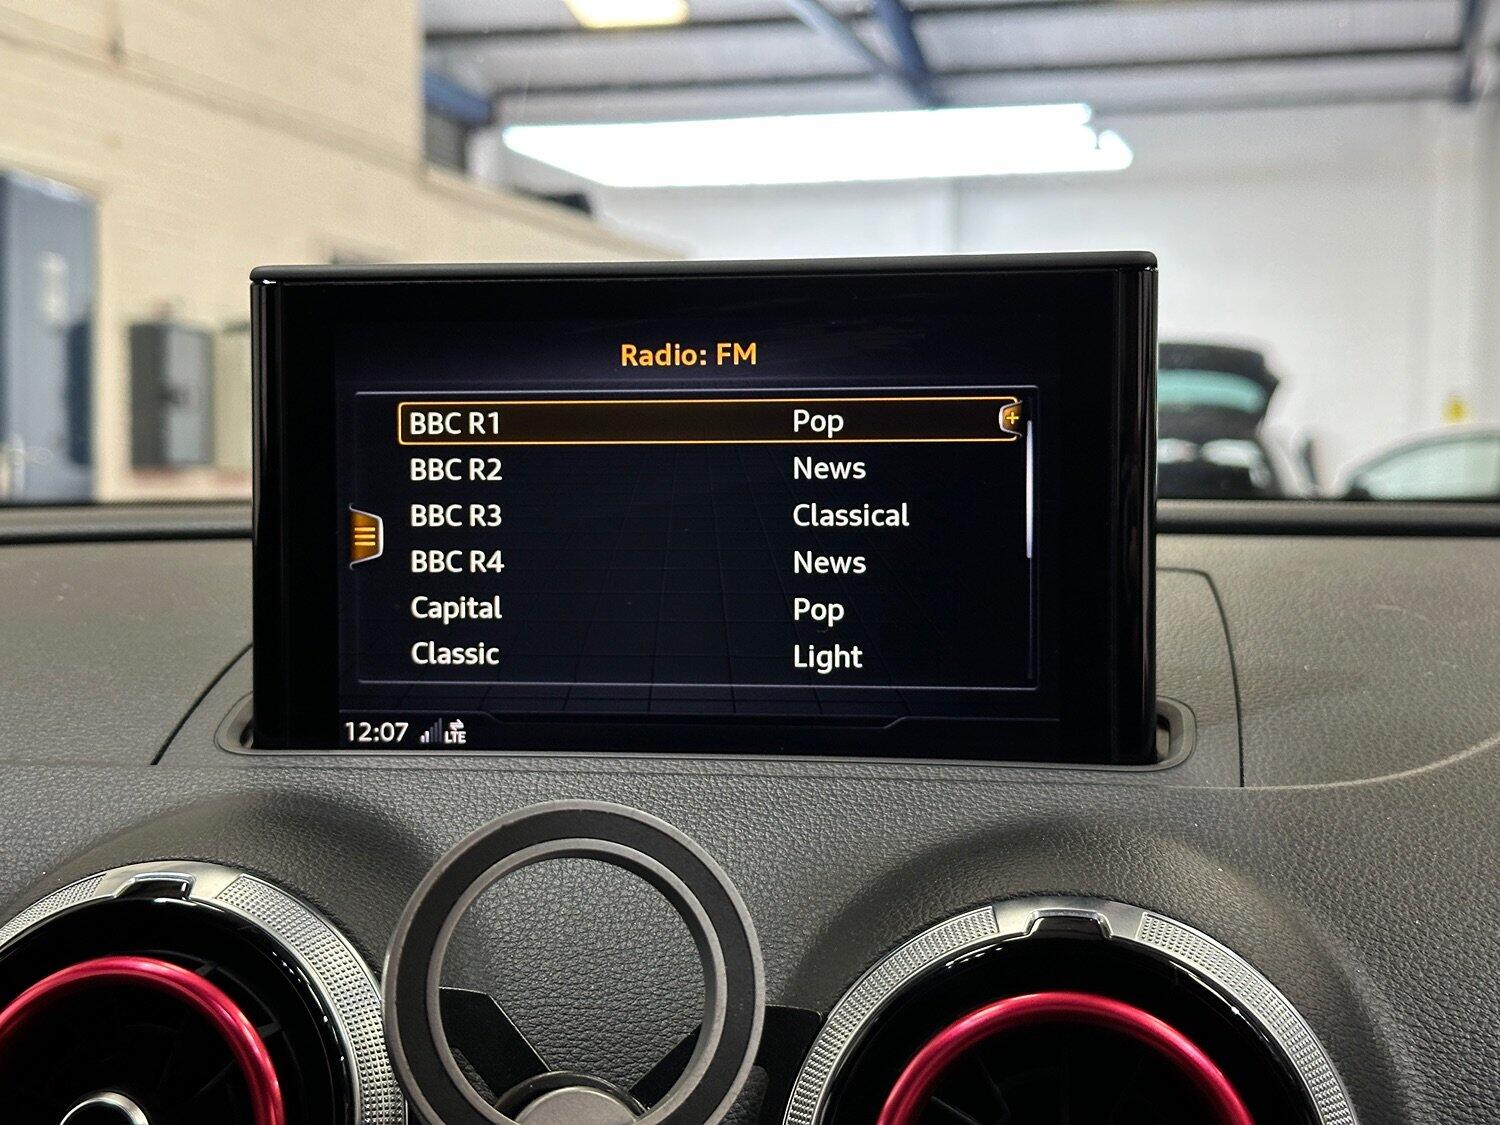 Radio: FM
BBC R1 Pop
BBC R2 News
BBC R3 Classical
BBC R4 News
Capital Pop
Classic Light
12:07 LTE